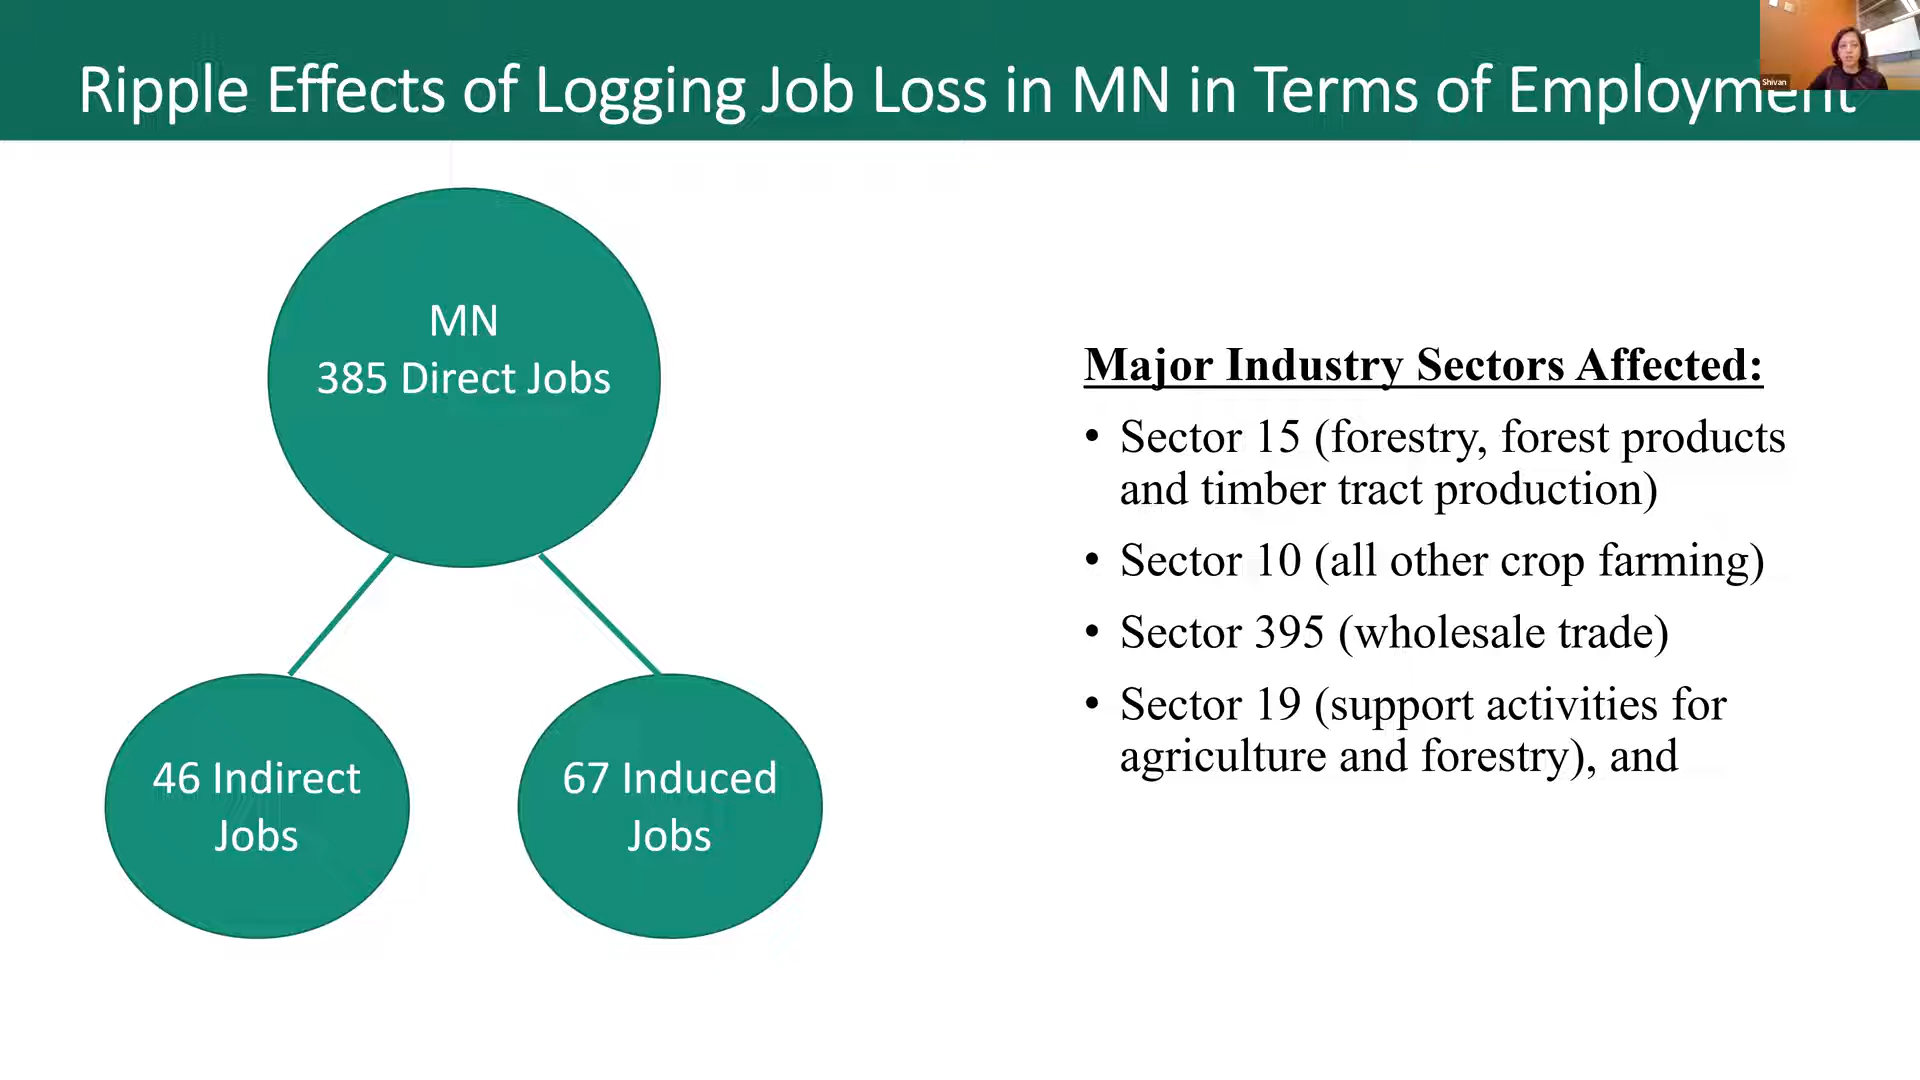 Ripple Effects of Logging Job Loss in MN in Terms of Employment
Shivan
MN
385 Direct Jobs
46 Indirect
Jobs
67 Induced
Jobs
Major Industry Sectors Affected:
• Sector 15 (forestry, forest products
and timber tract production)
• Sector 10 (all other crop farming)
• Sector 395 (wholesale trade)
• Sector 19 (support activities for
agriculture and forestry), and